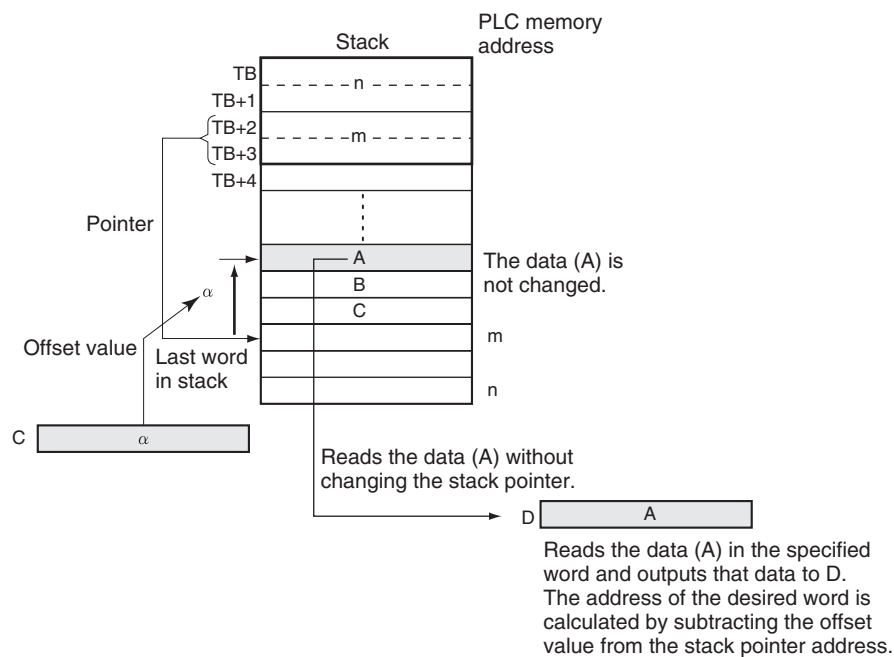 PLC memory
address
Stack
TB
n
TB+1
TB+2
m
TB+3
TB+4
Pointer
A
The data (A) is
not changed.
B
α
C
m
Offset value
Last word
in stack
n
C
α
Reads the data (A) without
changing the stack pointer.
D
A
Reads the data (A) in the specified
word and outputs that data to D.
The address of the desired word is
calculated by subtracting the offset
value from the stack pointer address.